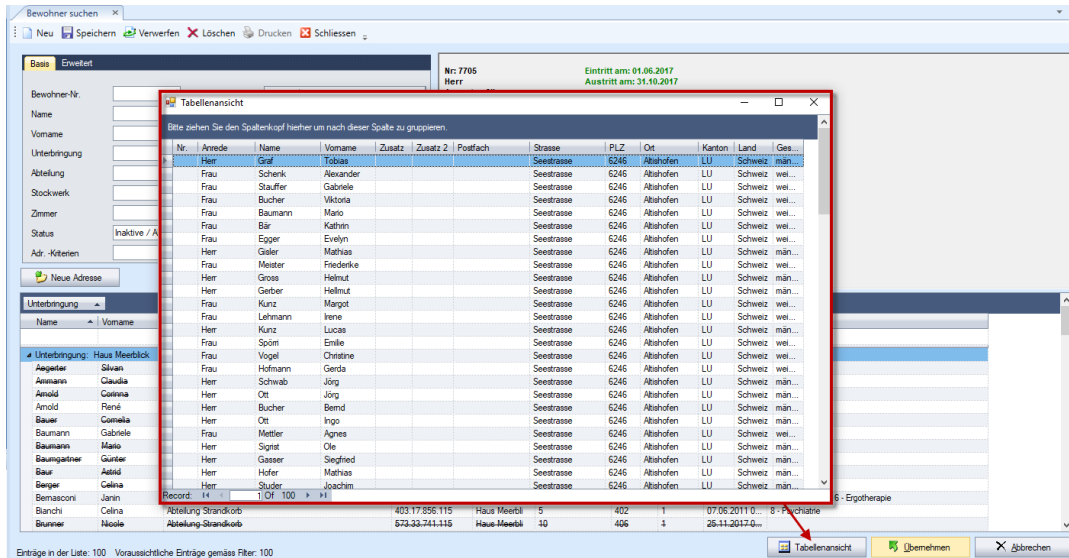 Bewohner suchen ×
Neu Speichern Verwerfen Löschen Drucken Schliessen
Basis Erweitert
Nr: 7705 Eintritt am: 01.06.2017
Herr Austritt am: 31.10.2017
Bewohner-Nr.
Name
Vorname
Unterbringung
Abteilung
Stockwerk
Zimmer
Status Inaktive / A
Adr. -Kriterien
Neue Adresse
Tabellenansicht
Bitte ziehen Sie den Spaltenkopf hierher um nach dieser Spalte zu gruppieren.
Nr. Anrede Name Vorname Zusatz Zusatz 2 Postfach Strasse PLZ Ort Kanton Land Ges...
Herr Graf Tobias Seestrasse 6246 Altishofen LU Schweiz män...
Frau Schenk Alexander Seestrasse 6246 Altishofen LU Schweiz wei...
Frau Stauffer Gabriele Seestrasse 6246 Altishofen LU Schweiz wei...
Frau Bucher Viktoria Seestrasse 6246 Altishofen LU Schweiz wei...
Frau Baumann Mario Seestrasse 6246 Altishofen LU Schweiz wei...
Frau Bär Kathrin Seestrasse 6246 Altishofen LU Schweiz wei...
Frau Egger Evelyn Seestrasse 6246 Altishofen LU Schweiz wei...
Herr Gisler Mathias Seestrasse 6246 Altishofen LU Schweiz män...
Frau Meister Friederike Seestrasse 6246 Altishofen LU Schweiz wei...
Herr Gross Helmut Seestrasse 6246 Altishofen LU Schweiz män...
Herr Gerber Hellmut Seestrasse 6246 Altishofen LU Schweiz män...
Frau Kunz Margot Seestrasse 6246 Altishofen LU Schweiz wei...
Frau Lehmann Irene Seestrasse 6246 Altishofen LU Schweiz wei...
Herr Kunz Lucas Seestrasse 6246 Altishofen LU Schweiz män...
Frau Spörri Emilie Seestrasse 6246 Altishofen LU Schweiz wei...
Frau Vogel Christine Seestrasse 6246 Altishofen LU Schweiz wei...
Frau Hofmann Gerda Seestrasse 6246 Altishofen LU Schweiz wei...
Herr Schwab Jörg Seestrasse 6246 Altishofen LU Schweiz män...
Herr Ott Jörg Seestrasse 6246 Altishofen LU Schweiz män...
Herr Bucher Bernd Seestrasse 6246 Altishofen LU Schweiz män...
Herr Ott Ingo Seestrasse 6246 Altishofen LU Schweiz män...
Frau Mettler Agnes Seestrasse 6246 Altishofen LU Schweiz wei...
Herr Sigrist Ole Seestrasse 6246 Altishofen LU Schweiz män...
Herr Gasser Siegfried Seestrasse 6246 Altishofen LU Schweiz män...
Herr Hofer Mathias Seestrasse 6246 Altishofen LU Schweiz män...
Herr Studer Joachim Seestrasse 6246 Altishofen LU Schweiz män...
Record: 1 Of 100
Unterbringung
Name Vorname
Unterbringung: Haus Meerblick
Aegerter Silvan
Ammann Claudia
Arnold Corinna
Arnold René
Bauer Cornelia
Baumann Gabriele
Baumann Mario
Baumgartner Günter
Baur Astrid
Berger Celina
Bernasconi Janin 6 - Ergotherapie
Bianchi Celina Abteilung Strandkorb 403.17.856.115 Haus Meerbli 5 402 1 07.06.2011 0... 8 - Psychiatrie
Brunner Nicole Abteilung Strandkorb 573.33.741.115 Haus Meerbli 10 406 1 25.11.2017 0...
Einträge in der Liste: 100 Voraussichtliche Einträge gemäss Filter: 100
Tabellenansicht Übernehmen Abbrechen